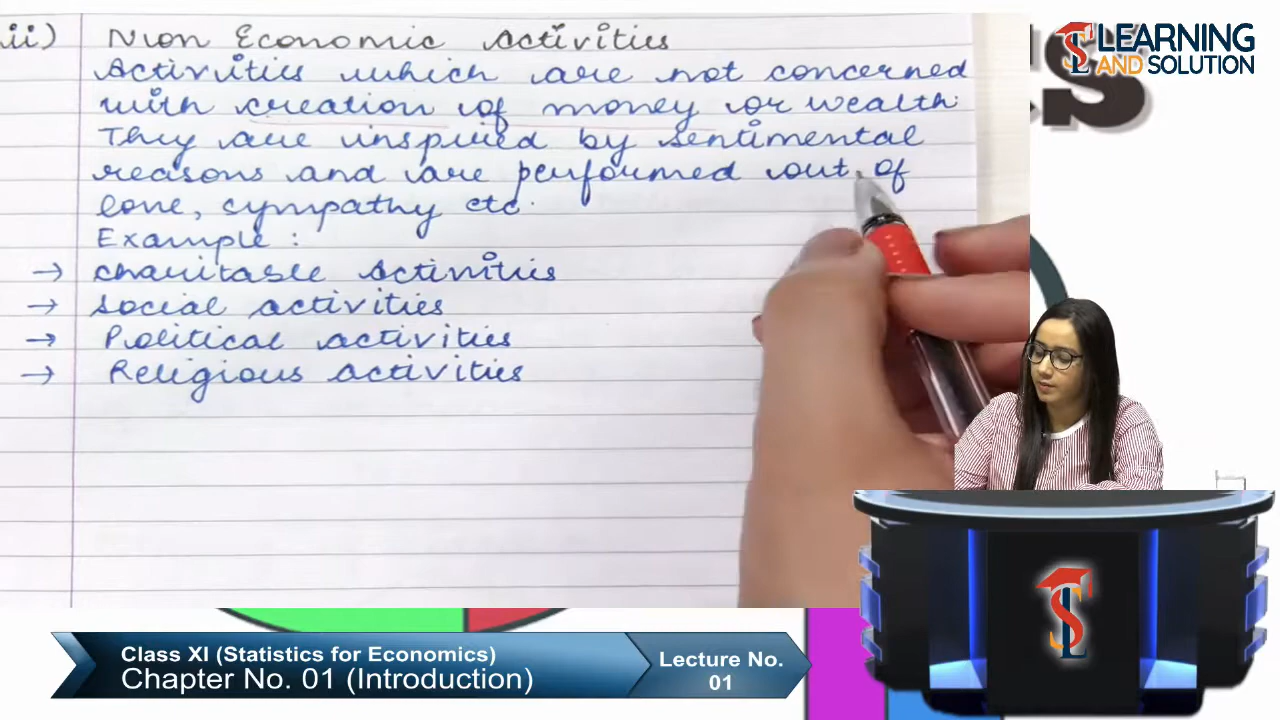 ii) Non Economic Activities
Activities which are not concerned
with creation of money or wealth.
They are inspired by sentimental
reasons and are performed out of
love, sympathy etc.
Example :
→ Charitable Activities
→ Social activities
→ Political activities
→ Religious activities
LEARNING
AND SOLUTION
Class XI (Statistics for Economics)
Chapter No. 01 (Introduction)
Lecture No.
01